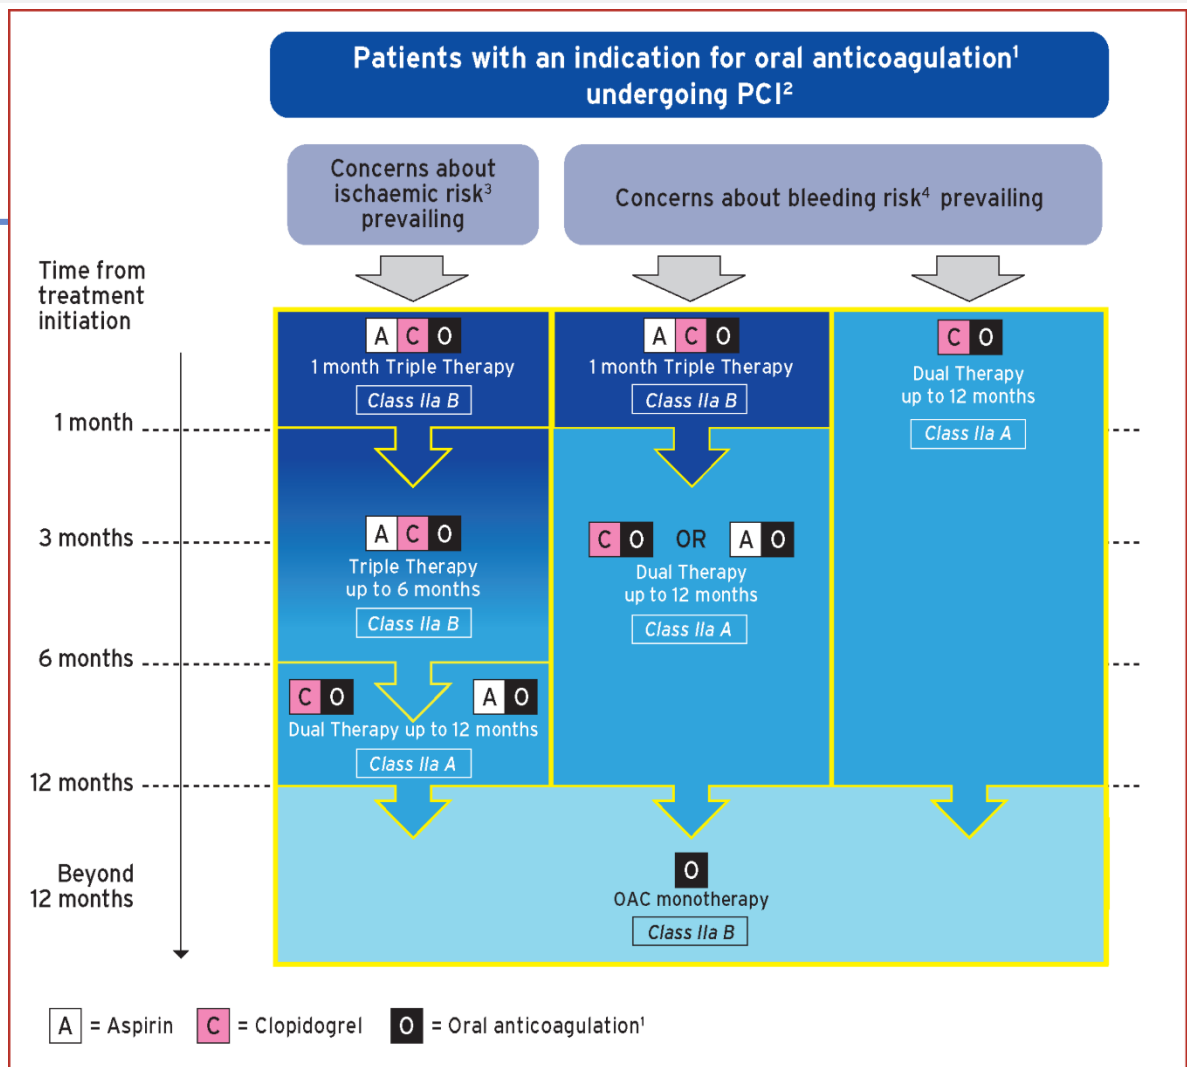 Patients with an indication for oral anticoagulation¹
undergoing PCI²
Concerns about
ischaemic risk³
prevailing
Concerns about bleeding risk⁴ prevailing
Time from
treatment
initiation
A C O
1 month Triple Therapy
Class IIa B
A C O
1 month Triple Therapy
Class IIa B
C O
Dual Therapy
up to 12 months
Class IIa A
1 month
3 months
A C O
Triple Therapy
up to 6 months
Class IIa B
C O OR A O
Dual Therapy
up to 12 months
Class IIa A
6 months
C O A O
Dual Therapy up to 12 months
Class IIa A
12 months
Beyond
12 months
O
OAC monotherapy
Class IIa B
A = Aspirin C = Clopidogrel O = Oral anticoagulation¹